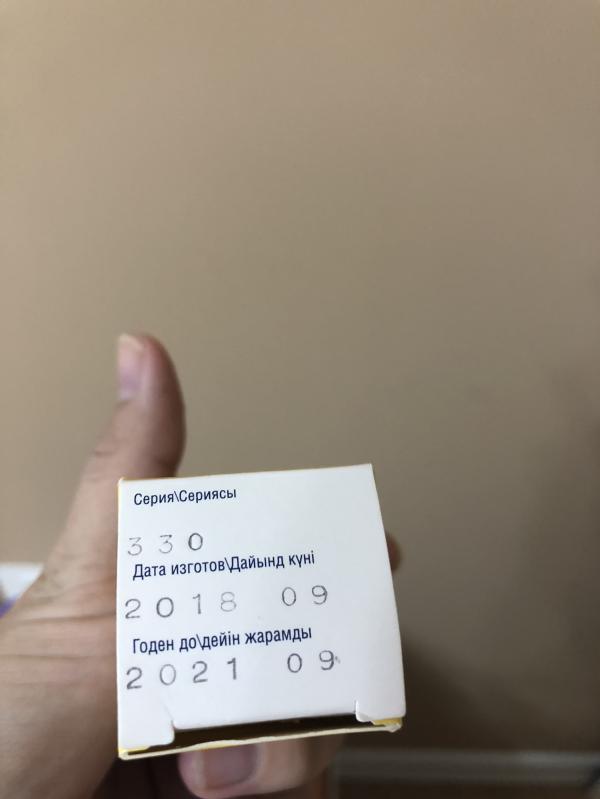 Серия\Сериясы
330
Дата изготов\Дайынд күні
2018 09
Годен до\дейін жарамды
2021 09